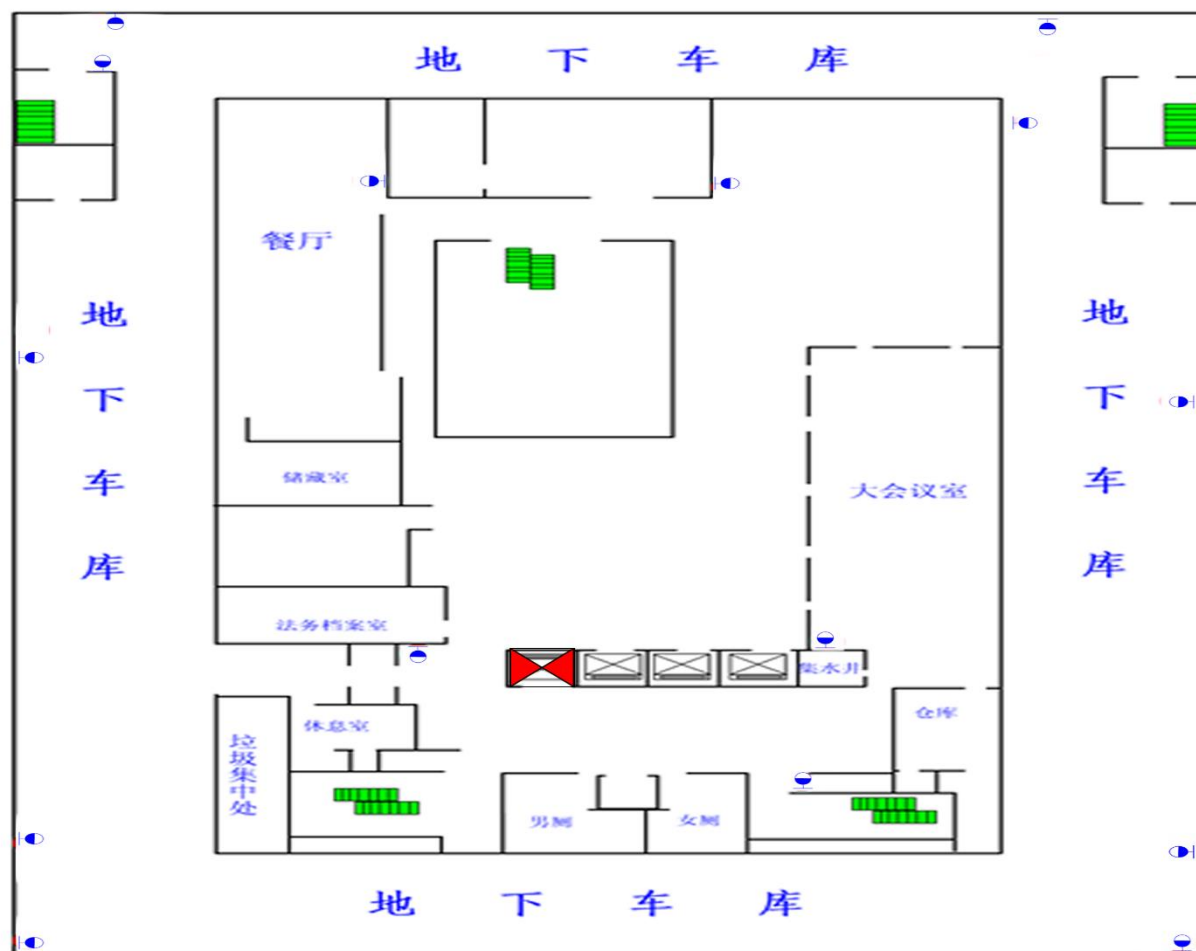 地下车库
餐厅
地下车库
地下车库
储藏室
大会议室
法务档案室
集水井
休息室
仓库
垃圾集中处
男厕
女厕
地下车库